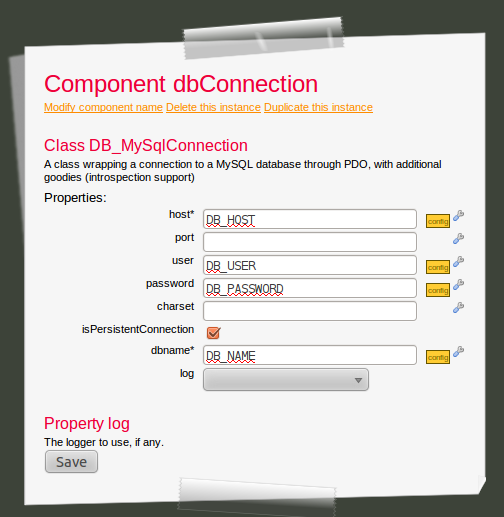 Component dbConnection
Modify component name Delete this instance Duplicate this instance
Class DB_MySqlConnection
A class wrapping a connection to a MySQL database through PDO, with additional
goodies (introspection support)
Properties:
host* DB_HOST config
port
user DB_USER config
password DB_PASSWORD config
charset
isPersistentConnection
dbname* DB_NAME config
log
Property log
The logger to use, if any.
Save